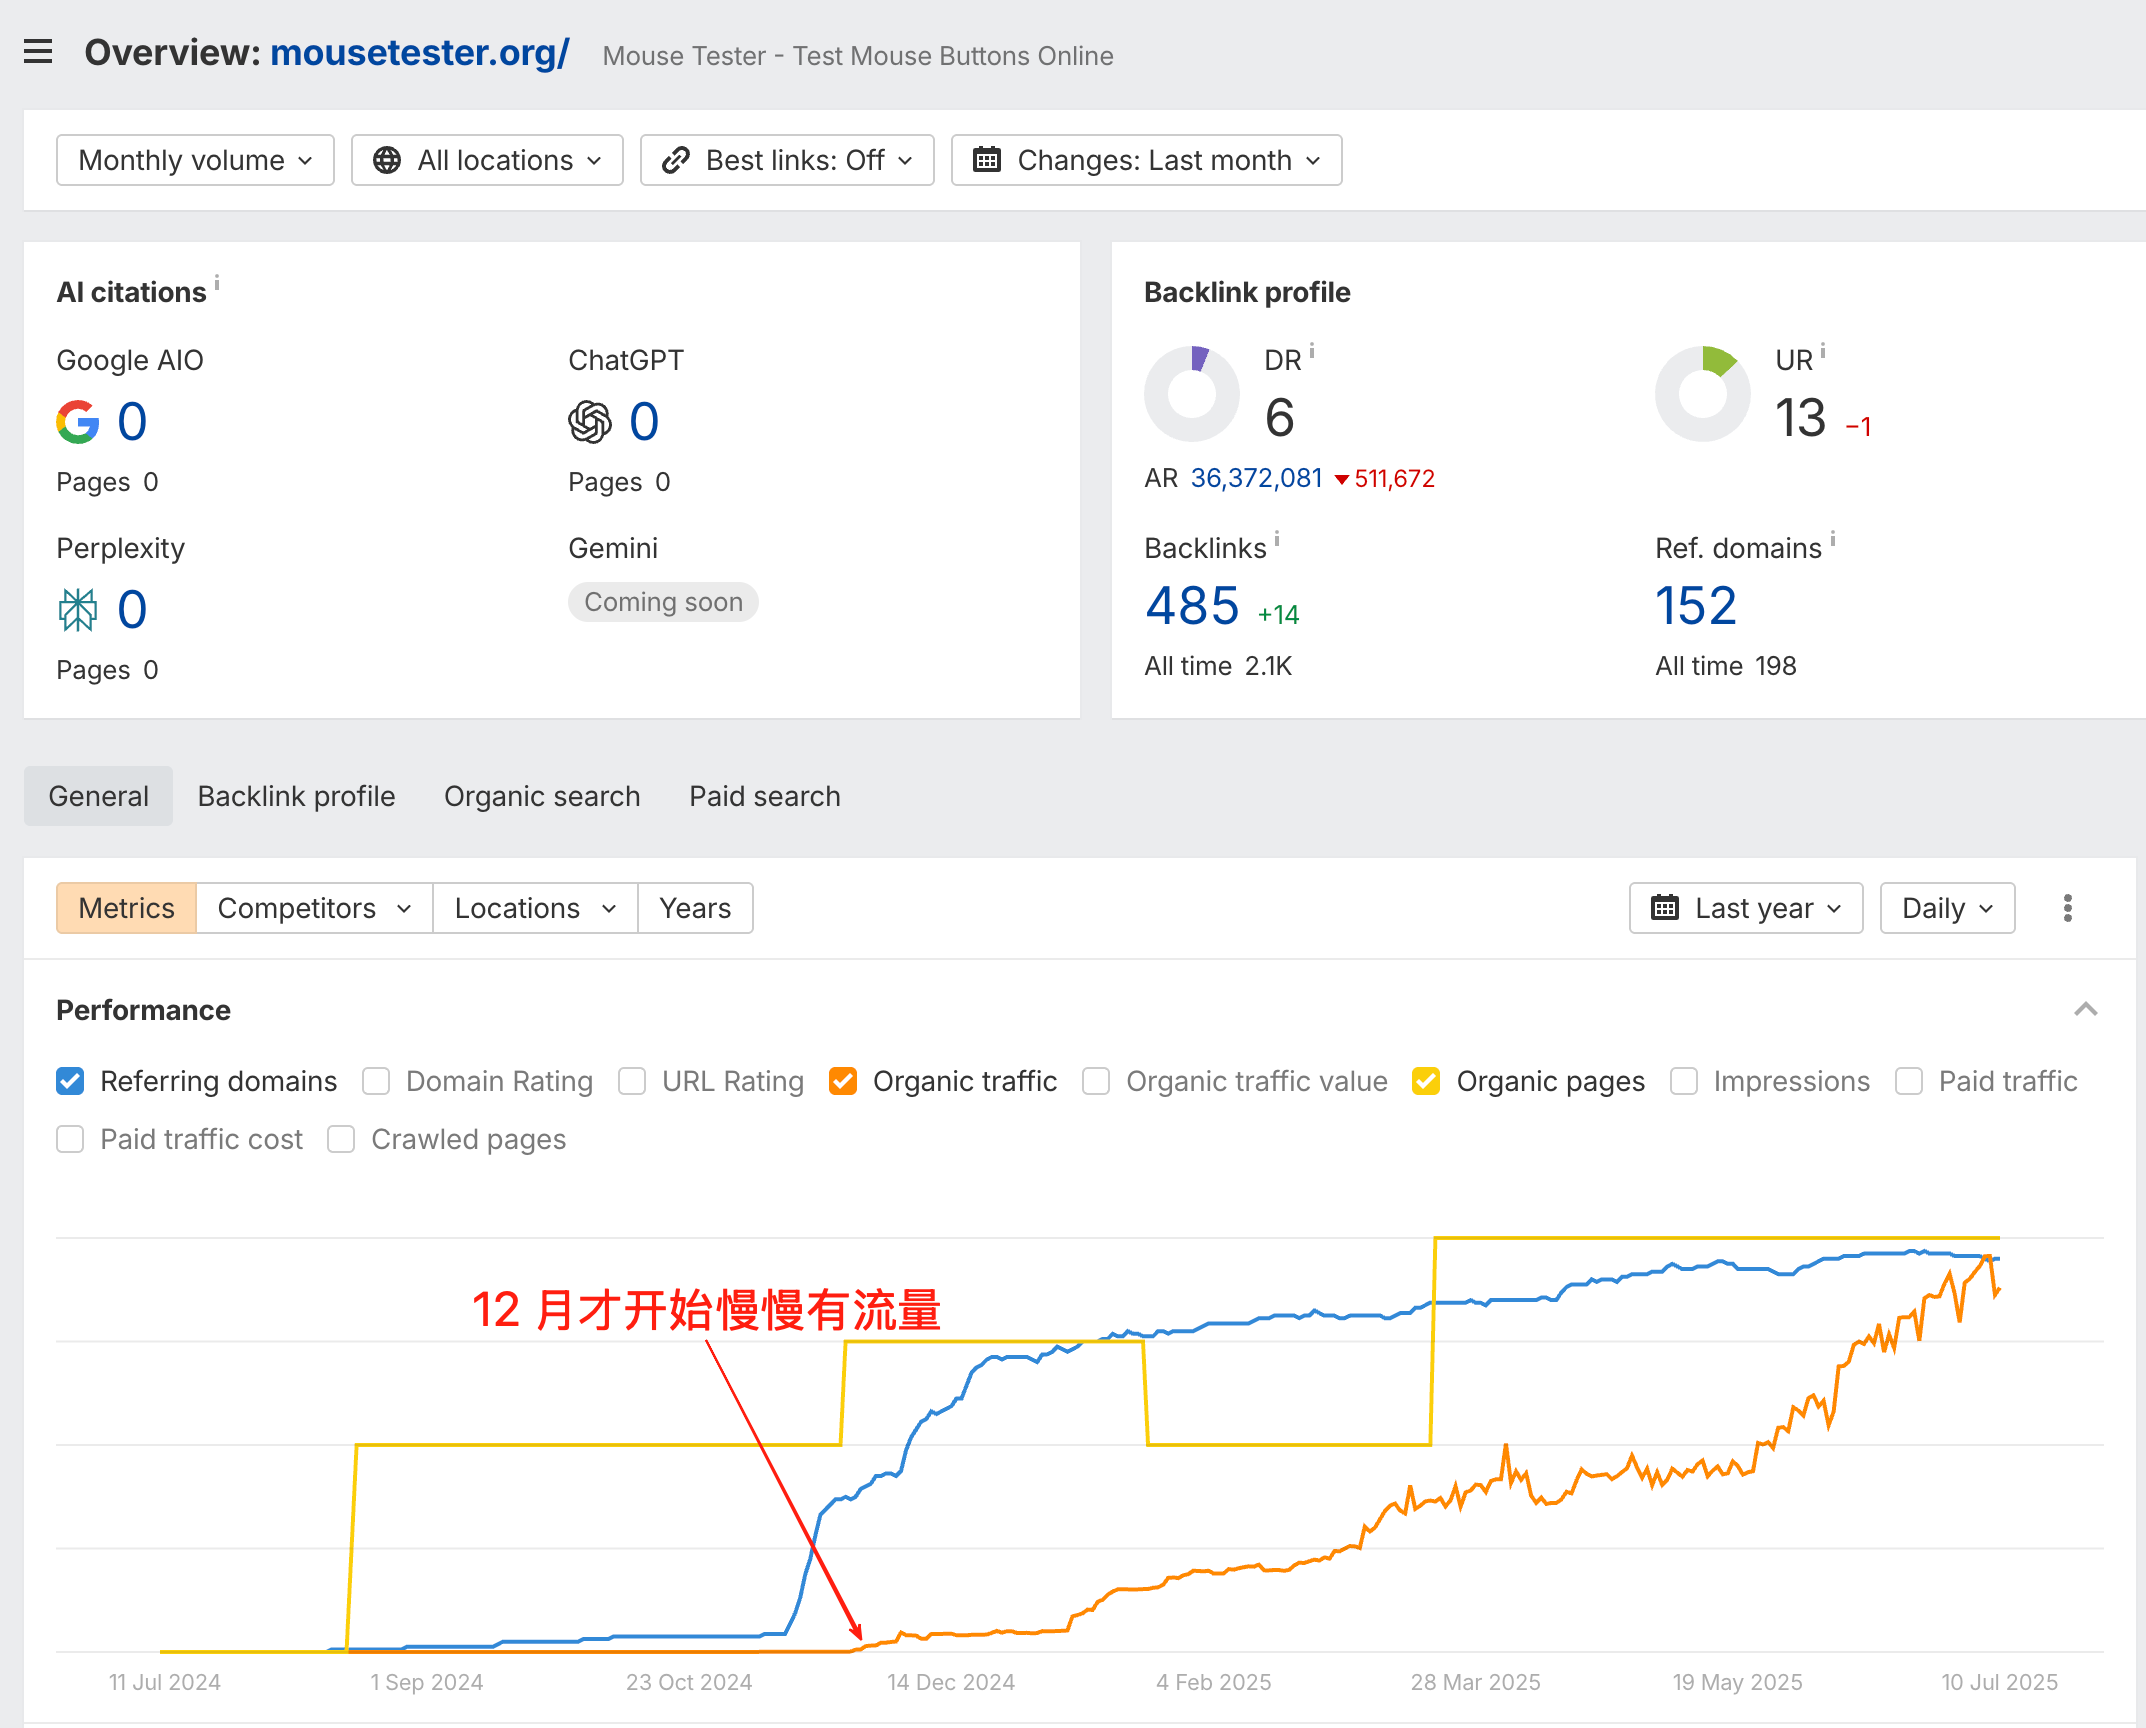 Overview: mousetester.org/ Mouse Tester - Test Mouse Buttons Online
Monthly volume All locations Best links: Off Changes: Last month
AI citations i
Google AIO
0
Pages 0
ChatGPT
0
Pages 0
Perplexity
0
Pages 0
Gemini
Coming soon
Backlink profile
DR i
6
AR 36,372,081 511,672
UR i
13 −1
Backlinks i
485 +14
All time 2.1K
Ref. domains i
152
All time 198
General Backlink profile Organic search Paid search
Metrics Competitors Locations Years Last year Daily
Performance
Referring domains Domain Rating URL Rating Organic traffic Organic traffic value Organic pages Impressions Paid traffic
Paid traffic cost Crawled pages
12 月才开始慢慢有流量
11 Jul 2024 1 Sep 2024 23 Oct 2024 14 Dec 2024 4 Feb 2025 28 Mar 2025 19 May 2025 10 Jul 2025